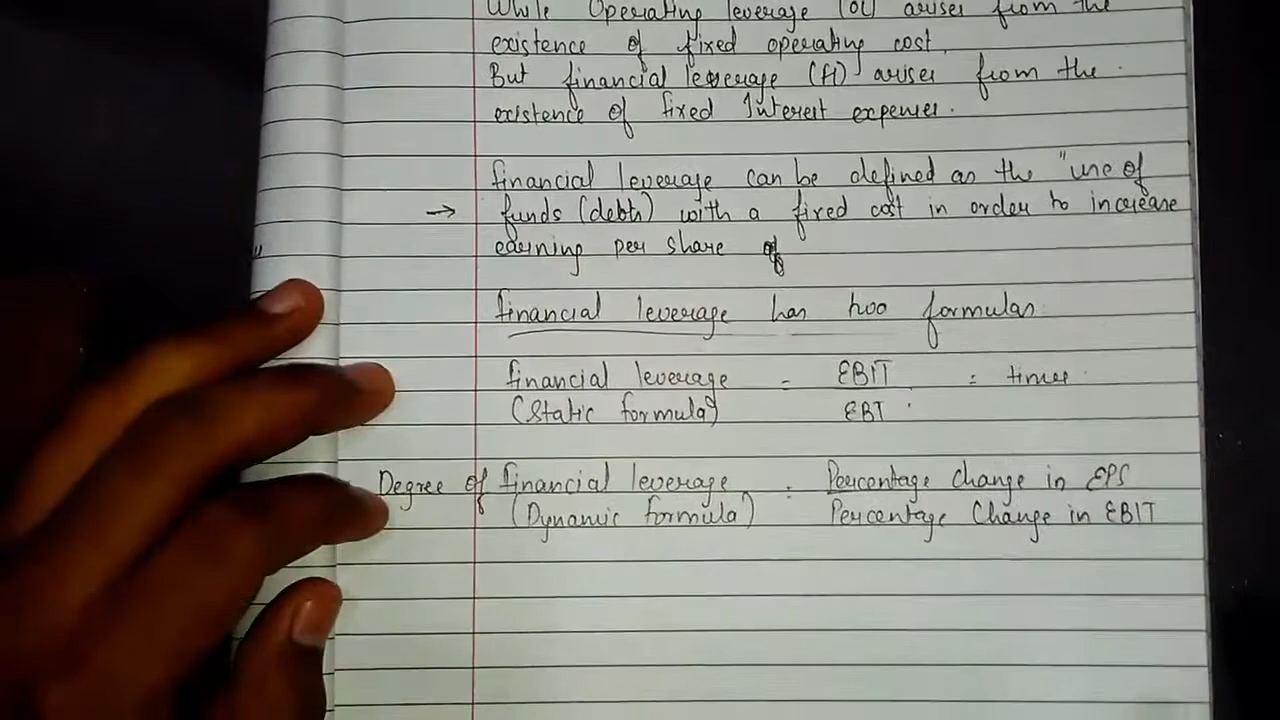 While Operating leverage (OL) arises from the
existence of fixed operating cost.
But financial leverage (FL) arises from the
existence of fixed Interest expenses.
financial leverage can be defined as the "use of
→ funds (debts) with a fixed cost in order to increase
earning per share of
"
financial leverage has two formulas
financial leverage = EBIT = times
(Static formula) EBT
Degree of financial leverage = Percentage change in EPS
(Dynamic formula) Percentage Change in EBIT